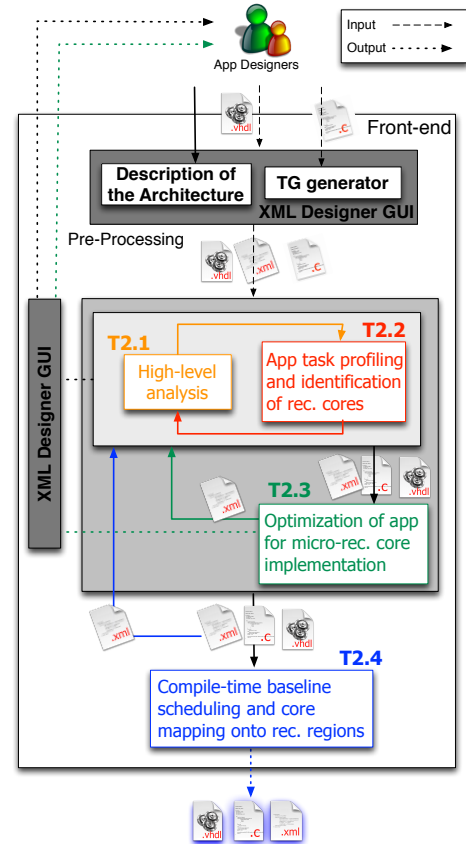 App Designers
Input
Output
.vhdl
.c
Front-end
Description of
the Architecture
TG generator
XML Designer GUI
Pre-Processing
.vhdl
.xml
.c
XML Designer GUI
T2.1
High-level
analysis
T2.2
App task profiling
and identification
of rec. cores
.xml
.c
.vhdl
.xml
T2.3
Optimization of app
for micro-rec. core
implementation
.xml
.xml
.c
.vhdl
T2.4
Compile-time baseline
scheduling and core
mapping onto rec. regions
.vhdl
.c
.xml